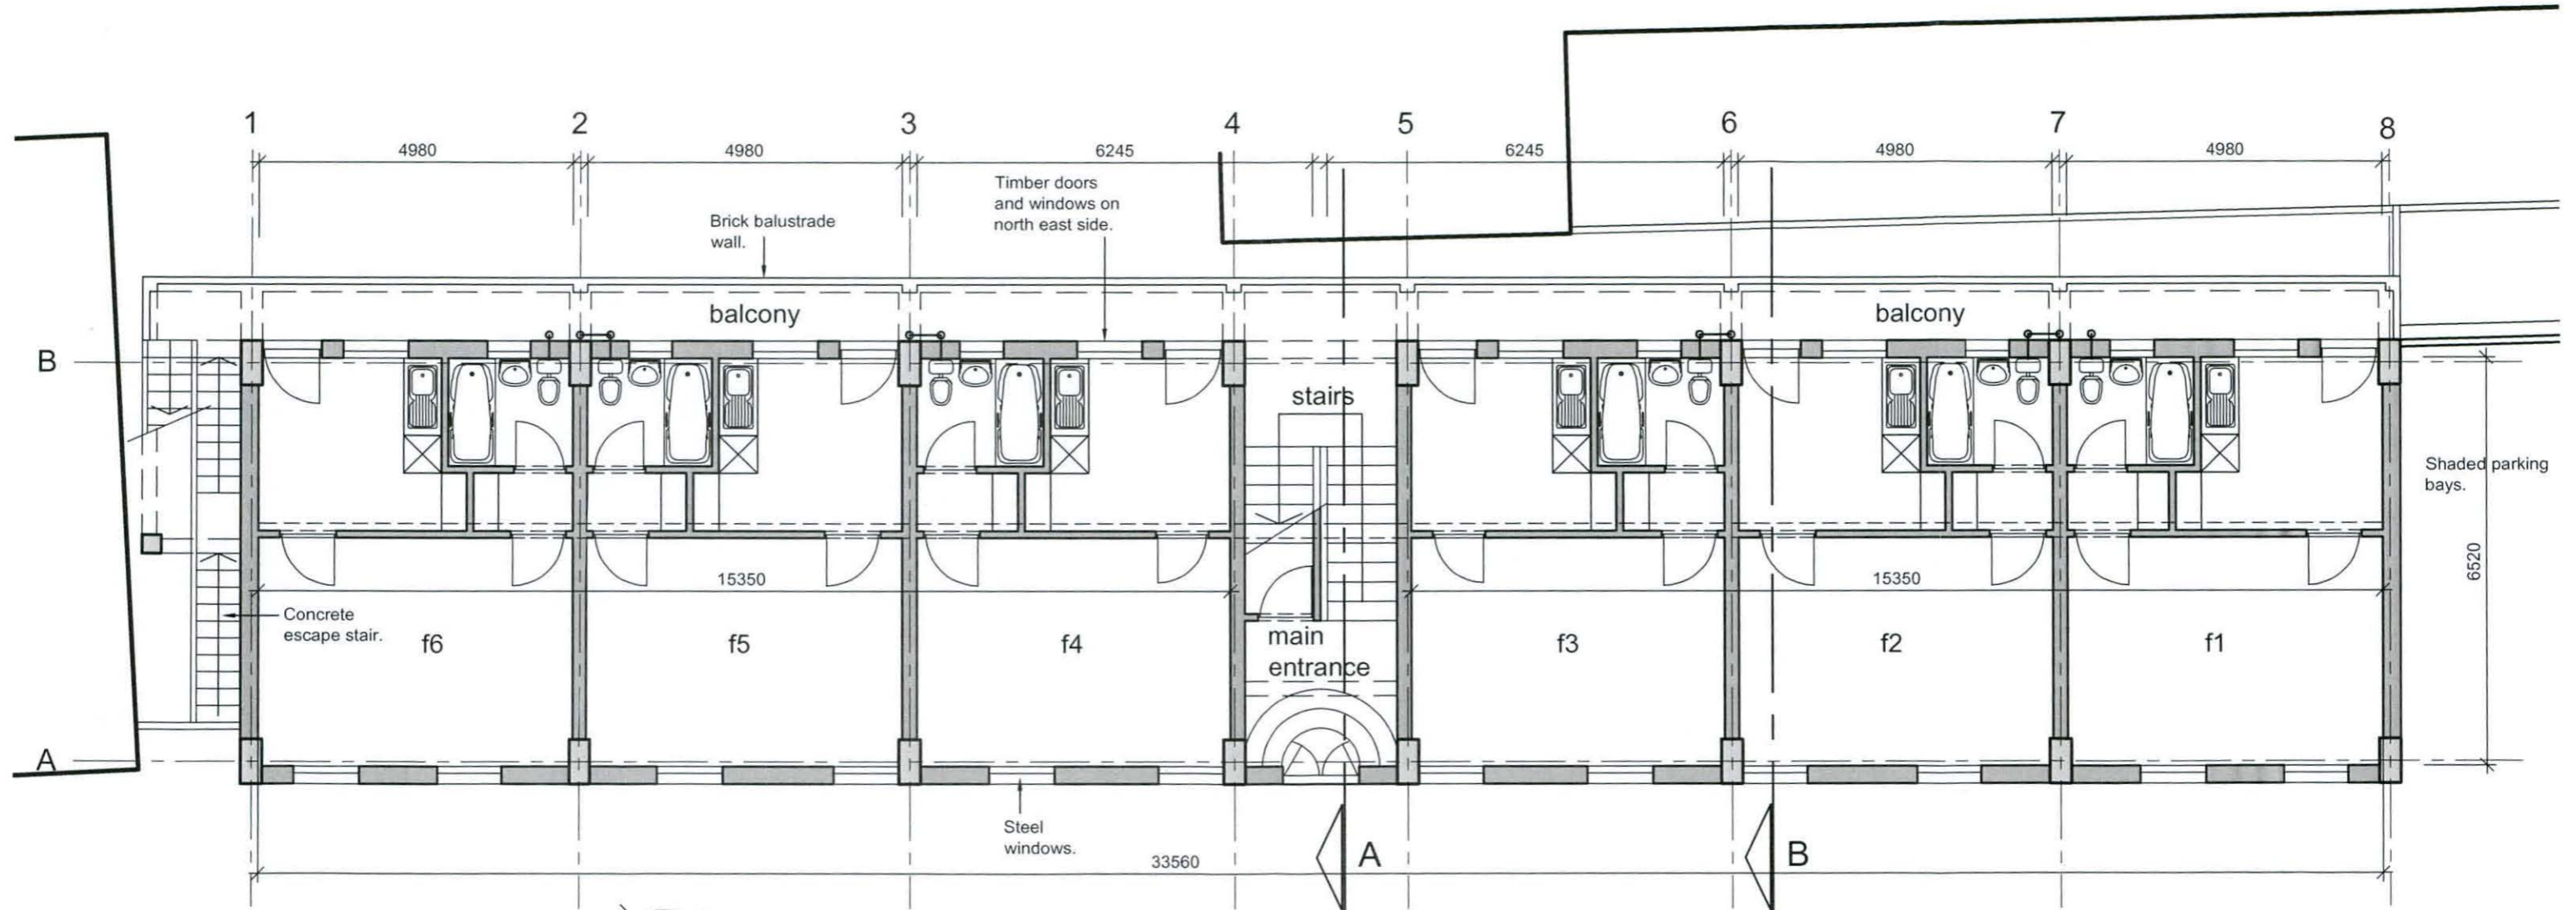 1 2 3 4 5 6 7 8
4980 4980 6245 6245 4980 4980
Timber doors
and windows on
north east side.
Brick balustrade
wall.
balcony balcony
B
stairs
Shaded parking
bays.
15350 15350
6520
Concrete
escape stair.
main
entrance
f6 f5 f4 f3 f2 f1
A
Steel
windows.
A B
33560